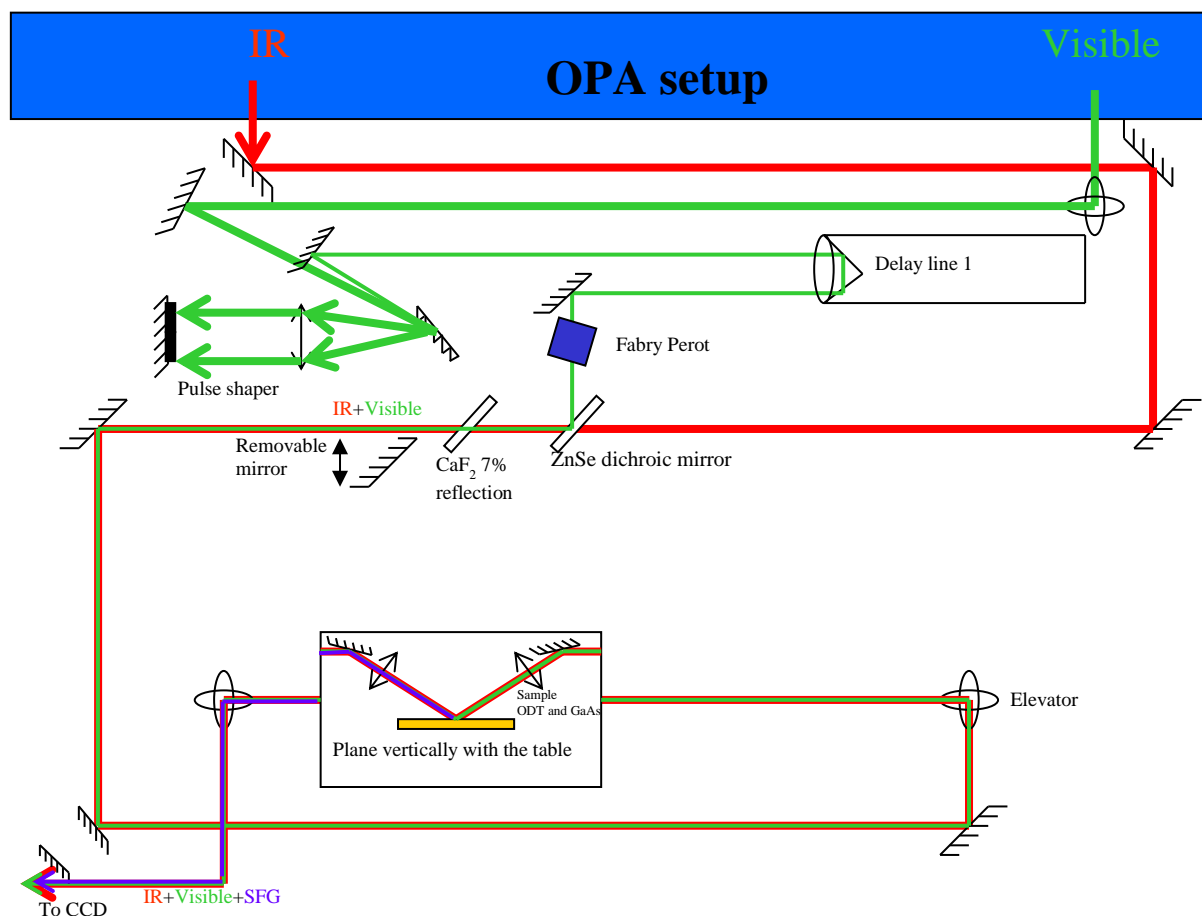 IR
Visible
OPA setup
Delay line 1
Fabry Perot
Pulse shaper
IR+Visible
Removable
mirror
CaF2 7%
reflection
ZnSe dichroic mirror
Sample
ODT and GaAs
Elevator
Plane vertically with the table
IR+Visible+SFG
To CCD